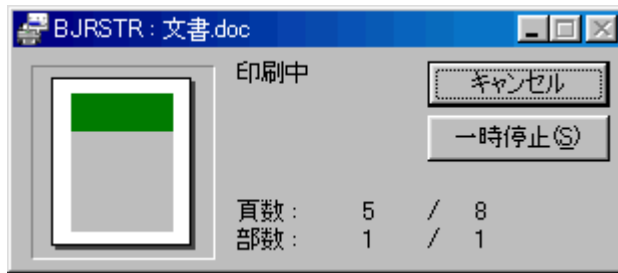 BJRSTR : 文書.doc
印刷中
キャンセル
一時停止(S)
頁数 : 5 / 8
部数 : 1 / 1